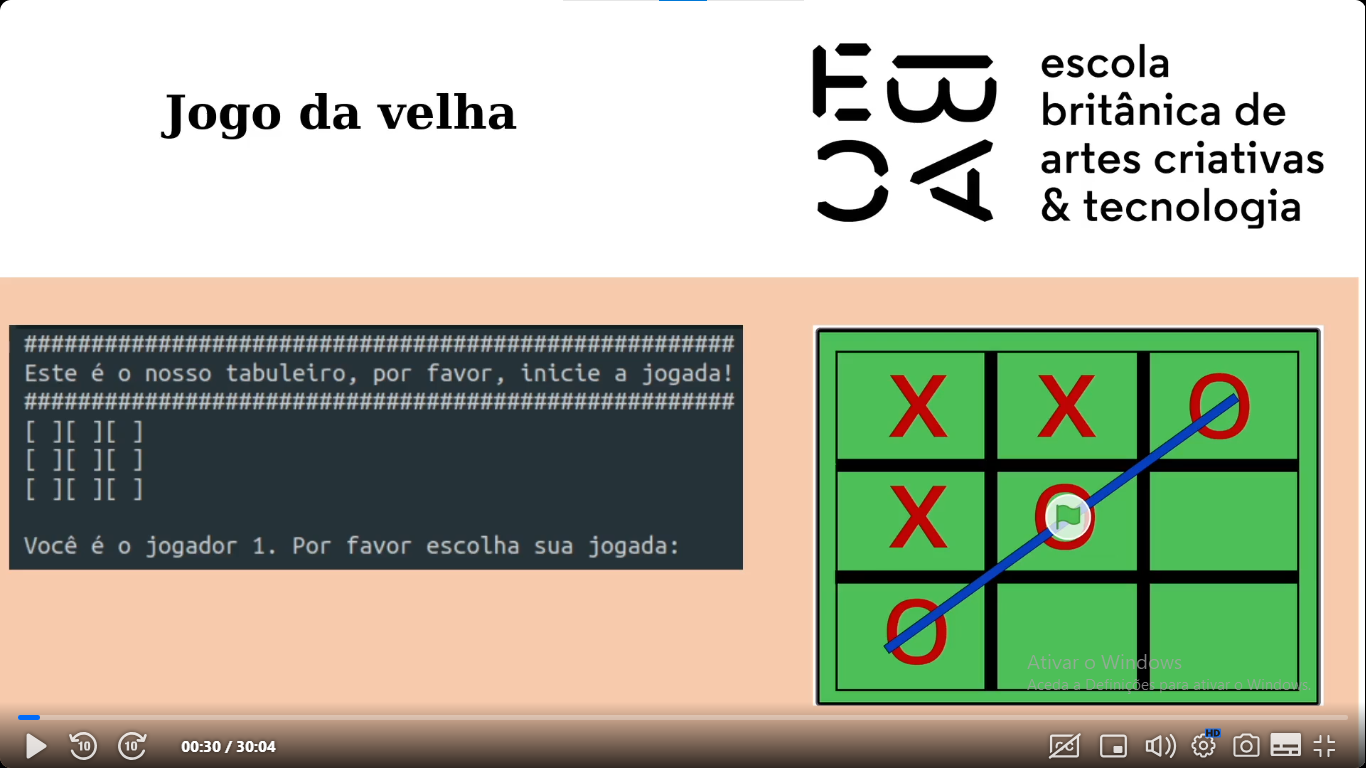 Jogo da velha
EBAC
escola
britânica de
artes criativas
& tecnologia
#####################################################
Este é o nosso tabuleiro, por favor, inicie a jogada!
#####################################################
[ ][ ][ ]
[ ][ ][ ]
[ ][ ][ ]
Você é o jogador 1. Por favor escolha sua jogada:
X X O
X O
O
Ativar o Windows
Aceda a Definições para ativar o Windows.
10 10 00:30 / 30:04 CC HD